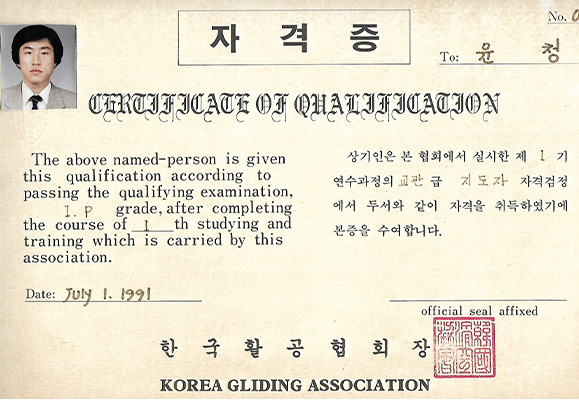 자격증
No. 0
To: 윤 청
CERTIFICATE OF QUALIFICATION
The above named-person is given
this qualification according to
passing the qualifying examination,
I.P grade, after completing
the course of 1 th studying and
training which is carried by this
association.
상기인은 본 협회에서 실시한 제 1 기
연수과정의 교관 급 지도자 자격검정
에서 두서와 같이 자격을 취득하였기에
본증을 수여합니다.
Date: July 1. 1991
official seal affixed
한국활공협회장
KOREA GLIDING ASSOCIATION